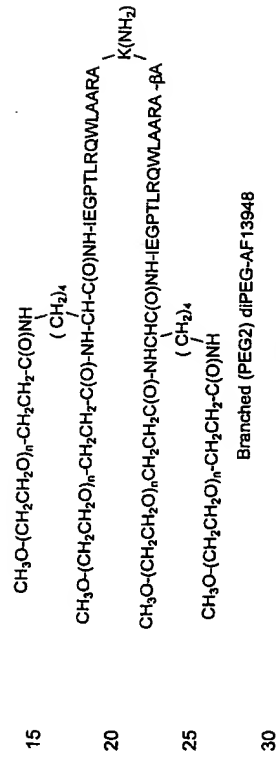 CH3O-(CH2CH2O)n-CH2CH2-C(O)NH
(CH2)4
CH3O-(CH2CH2O)n-CH2CH2-C(O)-NH-CH-C(O)NH-IEGPTLRQWLAARA
K(NH2)
CH3O-(CH2CH2O)nCH2CH2C(O)-NHCHC(O)NH-IEGPTLRQWLAARA -βA
(CH2)4
CH3O-(CH2CH2O)n-CH2CH2-C(O)NH
Branched (PEG2) diPEG-AF13948
15
20
25
30